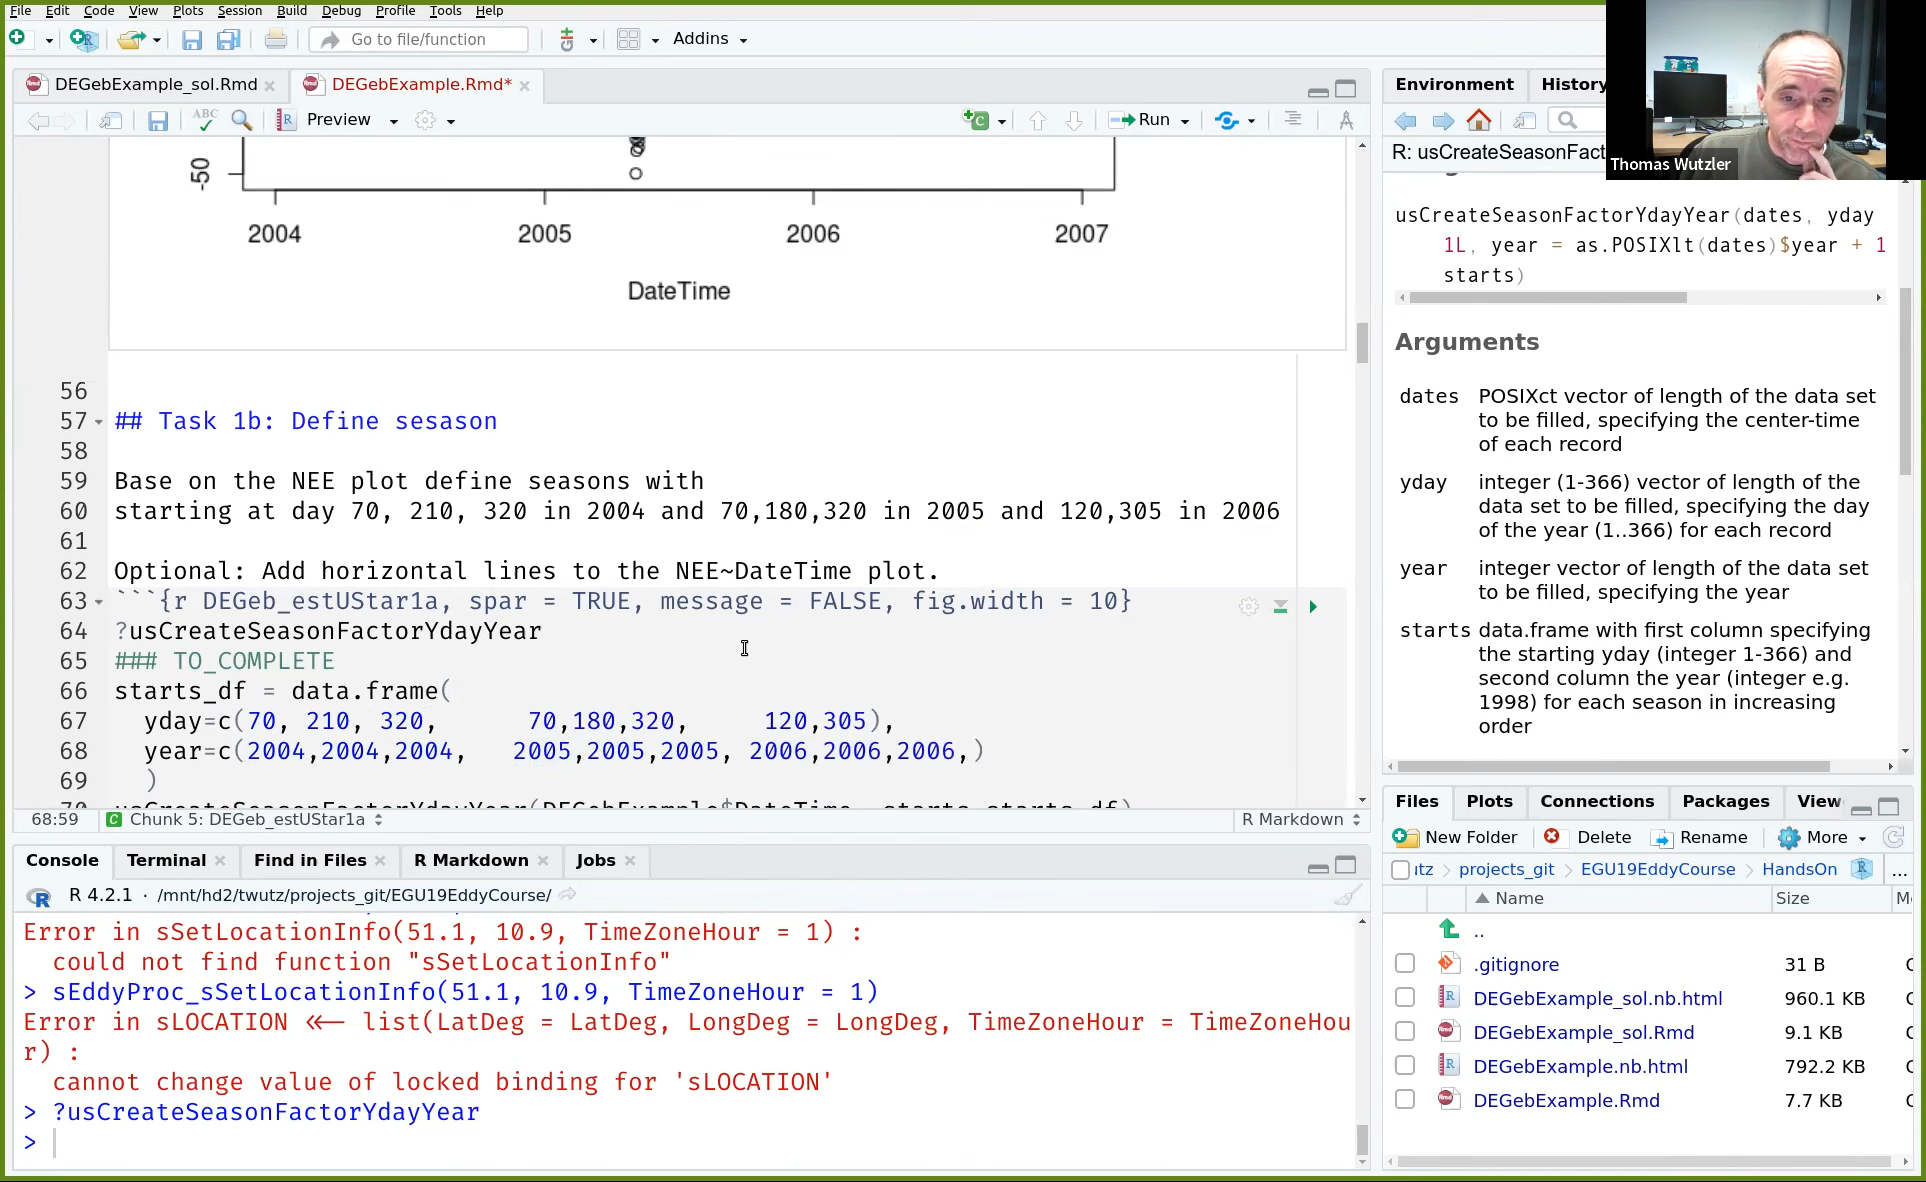 File Edit Code View Plots Session Build Debug Profile Tools Help
Go to file/function Addins
DEGebExample_sol.Rmd DEGebExample.Rmd*
ABC Preview Run
-50
2004 2005 2006 2007
DateTime
56
57 ## Task 1b: Define sesason
58
59 Base on the NEE plot define seasons with
60 starting at day 70, 210, 320 in 2004 and 70,180,320 in 2005 and 120,305 in 2006
61
62 Optional: Add horizontal lines to the NEE~DateTime plot.
63 ```{r DEGeb_estUStar1a, spar = TRUE, message = FALSE, fig.width = 10}
64 ?usCreateSeasonFactorYdayYear
65 ### TO_COMPLETE
66 starts_df = data.frame(
67 yday=c(70, 210, 320, 70,180,320, 120,305),
68 year=c(2004,2004,2004, 2005,2005,2005, 2006,2006,2006,)
69 )
70 usCreateSeasonFactorYdayYear(DEGebExample$DateTime, starts=starts_df)
68:59 Chunk 5: DEGeb_estUStar1a R Markdown
Console Terminal Find in Files R Markdown Jobs
R 4.2.1 · /mnt/hd2/twutz/projects_git/EGU19EddyCourse/
Error in sSetLocationInfo(51.1, 10.9, TimeZoneHour = 1) :
could not find function "sSetLocationInfo"
> sEddyProc_sSetLocationInfo(51.1, 10.9, TimeZoneHour = 1)
Error in sLOCATION <<- list(LatDeg = LatDeg, LongDeg = LongDeg, TimeZoneHour = TimeZoneHou
r) :
cannot change value of locked binding for 'sLOCATION'
> ?usCreateSeasonFactorYdayYear
>
Environment History
R: usCreateSeasonFact
Thomas Wutzler
usCreateSeasonFactorYdayYear(dates, yday
1L, year = as.POSIXlt(dates)$year + 1
starts)
Arguments
dates POSIXct vector of length of the data set
to be filled, specifying the center-time
of each record
yday integer (1-366) vector of length of the
data set to be filled, specifying the day
of the year (1..366) for each record
year integer vector of length of the data set
to be filled, specifying the year
starts data.frame with first column specifying
the starting yday (integer 1-366) and
second column the year (integer e.g.
1998) for each season in increasing
order
Files Plots Connections Packages View
New Folder Delete Rename More
utz projects_git EGU19EddyCourse HandsOn ...
Name Size M
..
.gitignore 31 B
DEGebExample_sol.nb.html 960.1 KB
DEGebExample_sol.Rmd 9.1 KB
DEGebExample.nb.html 792.2 KB
DEGebExample.Rmd 7.7 KB